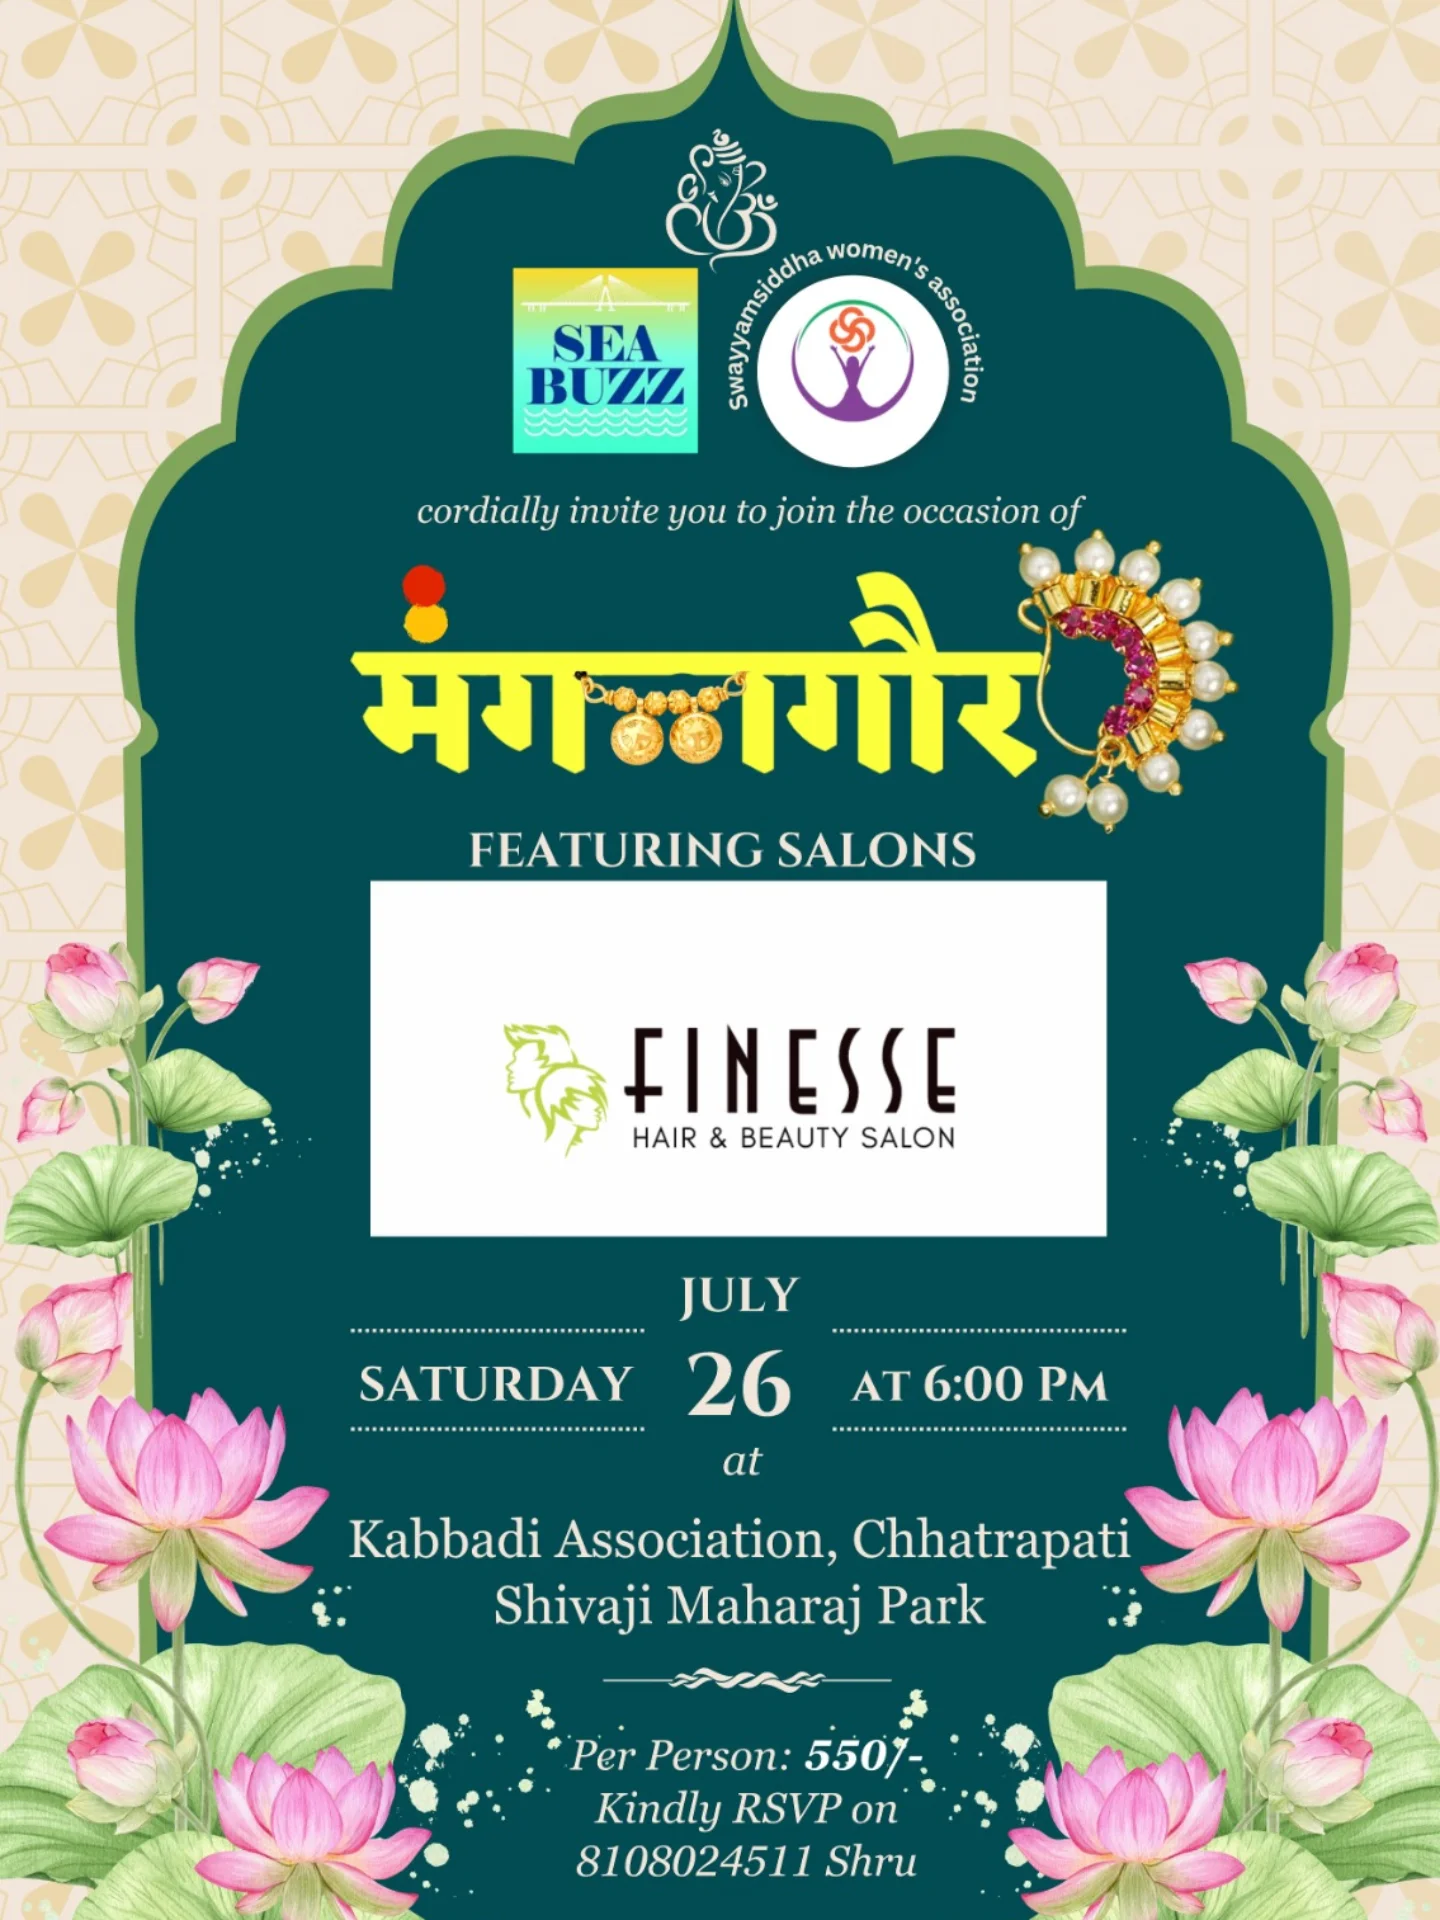 SEA
BUZZ
Swayyamsiddha women's association
cordially invite you to join the occasion of
मंगळागौर
FEATURING SALONS
FINESSE
HAIR & BEAUTY SALON
JULY
SATURDAY 26 AT 6:00 PM
at
Kabbadi Association, Chhatrapati
Shivaji Maharaj Park
Per Person: 550/-
Kindly RSVP on
8108024511 Shru